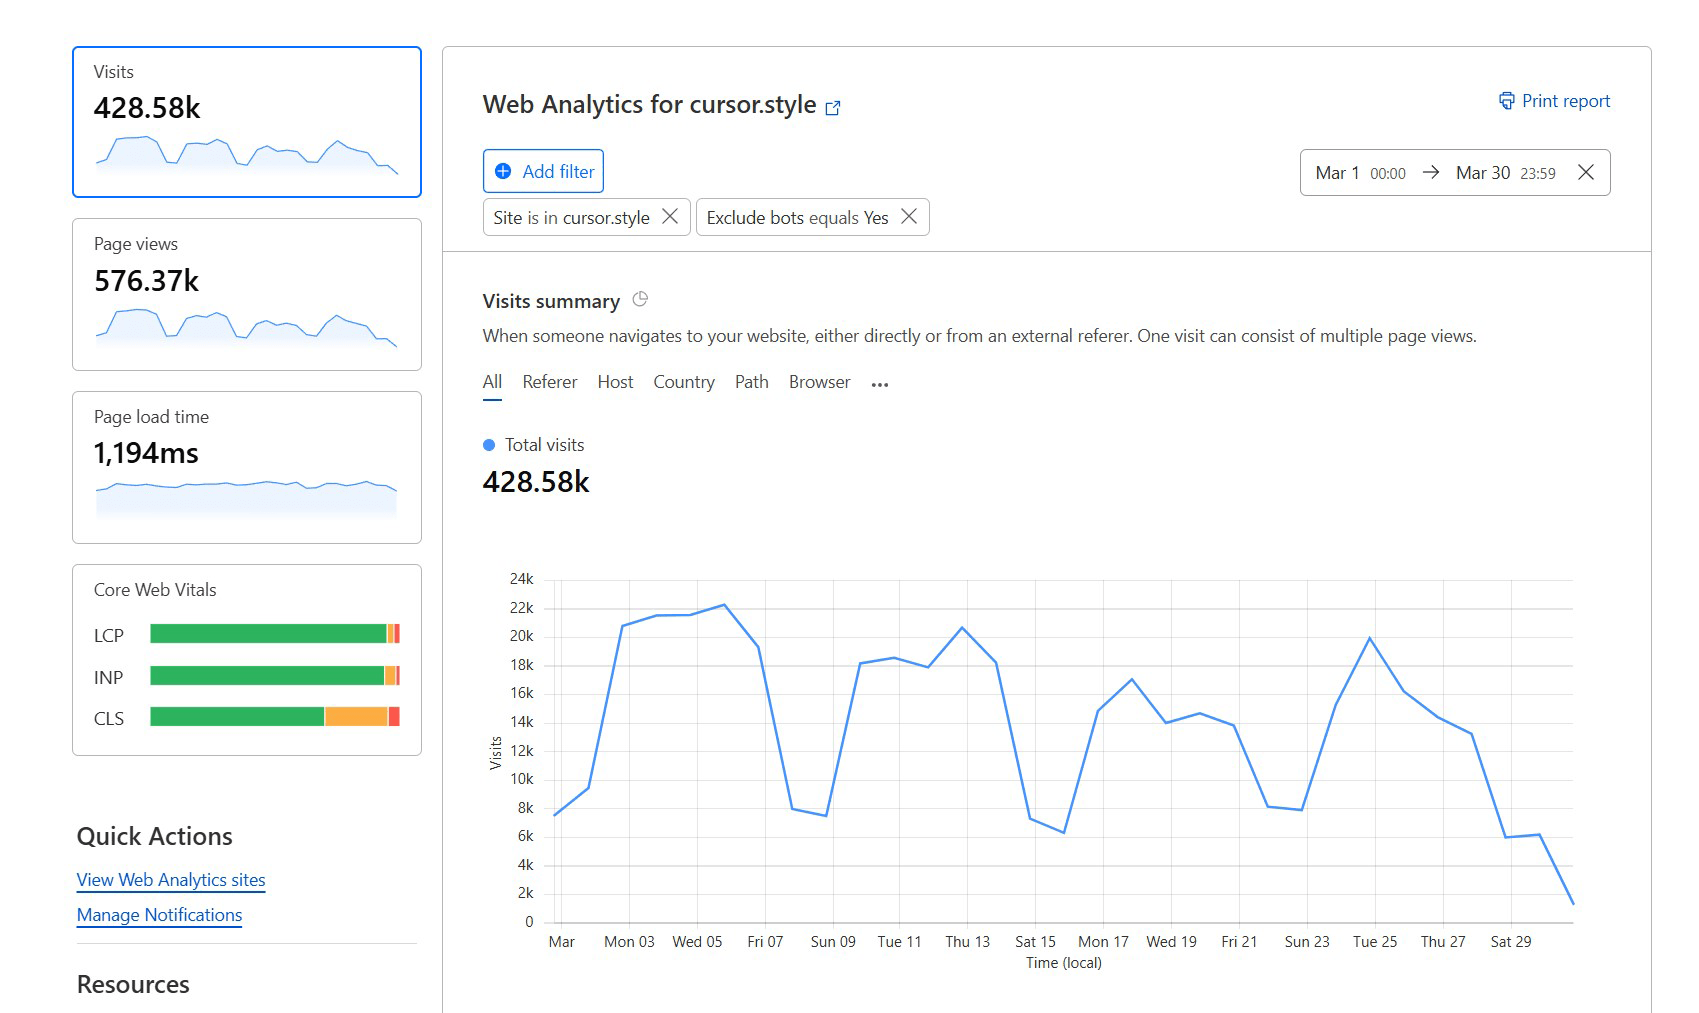 Visits
428.58k
Page views
576.37k
Page load time
1,194ms
Core Web Vitals
LCP
INP
CLS
Quick Actions
View Web Analytics sites
Manage Notifications
Resources
Web Analytics for cursor.style
Print report
Add filter
Mar 1 00:00 → Mar 30 23:59
Site is in cursor.style
Exclude bots equals Yes
Visits summary
When someone navigates to your website, either directly or from an external referer. One visit can consist of multiple page views.
All Referer Host Country Path Browser ...
Total visits
428.58k
24k
22k
20k
18k
16k
14k
12k
10k
8k
6k
4k
2k
0
Visits
Mar Mon 03 Wed 05 Fri 07 Sun 09 Tue 11 Thu 13 Sat 15 Mon 17 Wed 19 Fri 21 Sun 23 Tue 25 Thu 27 Sat 29
Time (local)